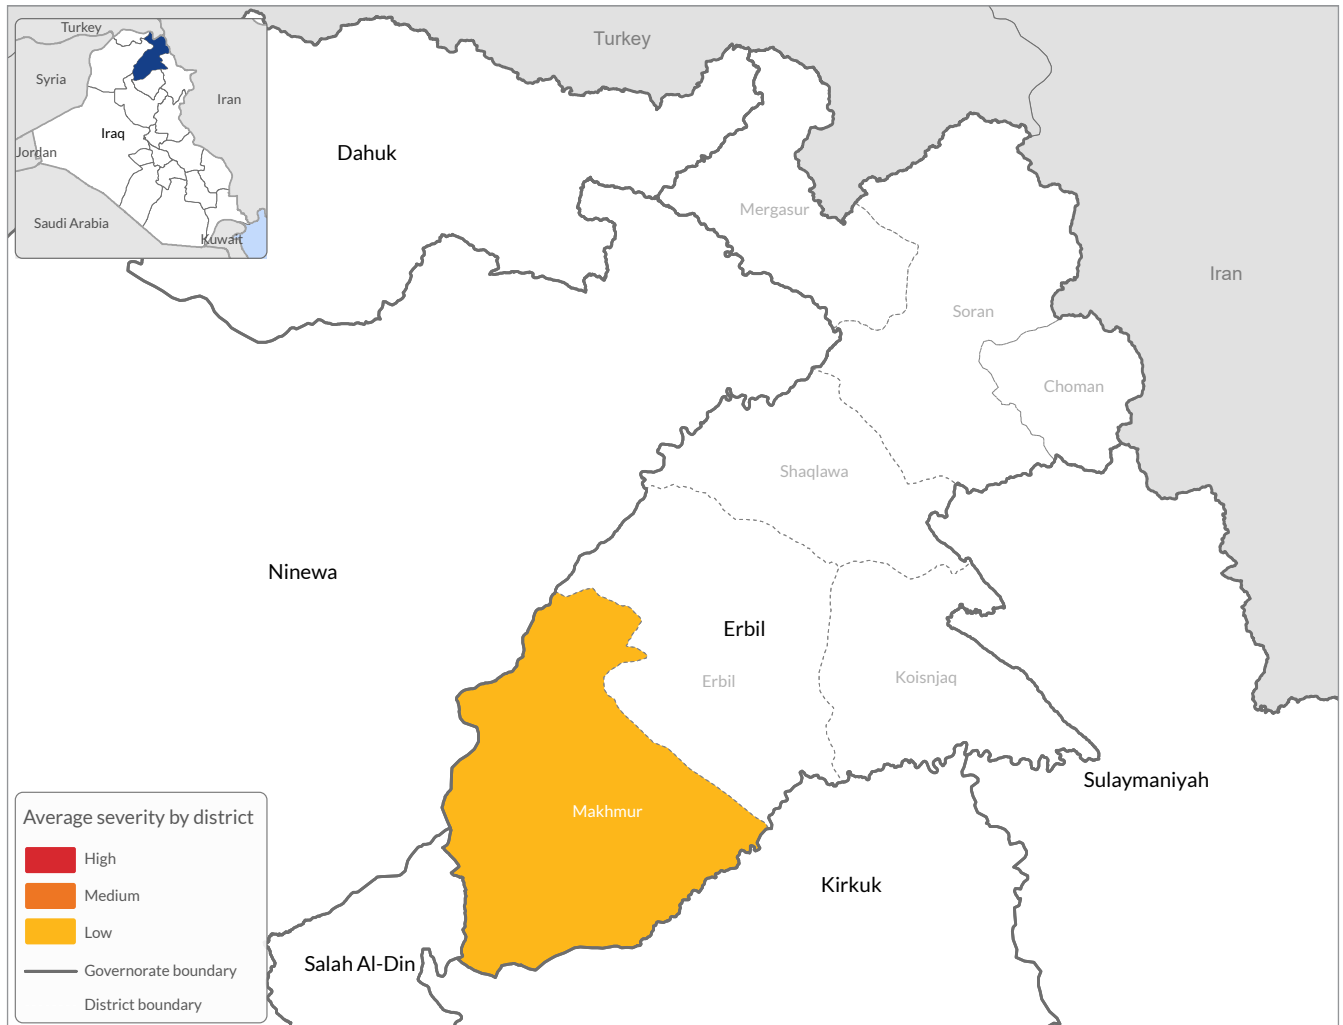 Turkey
Syria
Iran
Iraq
Jordan
Saudi Arabia
Kuwait
Turkey
Dahuk
Mergasur
Iran
Soran
Choman
Shaqlawa
Ninewa
Erbil
Erbil
Koisnjaq
Sulaymaniyah
Makhmur
Kirkuk
Salah Al-Din
Average severity by district
High
Medium
Low
Governorate boundary
District boundary